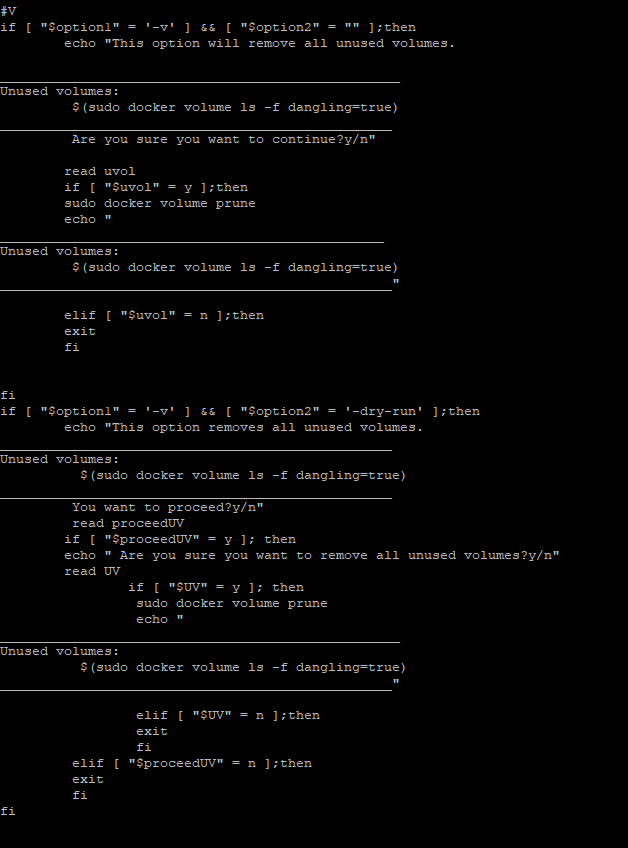 #V
if [ "$option1" = '-v' ] && [ "$option2" = "" ];then
        echo "This option will remove all unused volumes.
__________________________________________________
Unused volumes:
         $(sudo docker volume ls -f dangling=true)
_________________________________________________
         Are you sure you want to continue?y/n"
        read uvol
        if [ "$uvol" = y ];then
        sudo docker volume prune
        echo "
________________________________________________
Unused volumes:
         $(sudo docker volume ls -f dangling=true)
_________________________________________________"
        elif [ "$uvol" = n ];then
        exit
        fi
fi
if [ "$option1" = '-v' ] && [ "$option2" = '-dry-run' ];then
        echo "This option removes all unused volumes.
_________________________________________________
Unused volumes:
          $(sudo docker volume ls -f dangling=true)
_________________________________________________
         You want to proceed?y/n"
         read proceedUV
        if [ "$proceedUV" = y ]; then
        echo " Are you sure you want to remove all unused volumes?y/n"
        read UV
                if [ "$UV" = y ]; then
                 sudo docker volume prune
                 echo "
__________________________________________________
Unused volumes:
          $(sudo docker volume ls -f dangling=true)
_________________________________________________"
                 elif [ "$UV" = n ];then
                 exit
                 fi
         elif [ "$proceedUV" = n ];then
         exit
         fi
fi